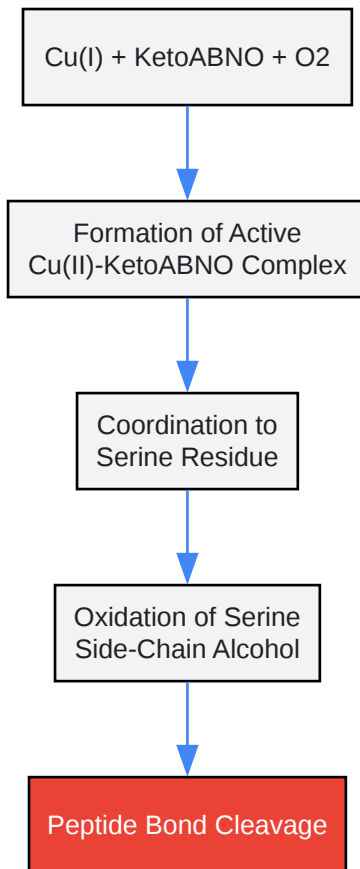 Cu(I) + KetoABNO + O2
Formation of Active
Cu(II)-KetoABNO Complex
Coordination to
Serine Residue
Oxidation of Serine
Side-Chain Alcohol
Peptide Bond Cleavage